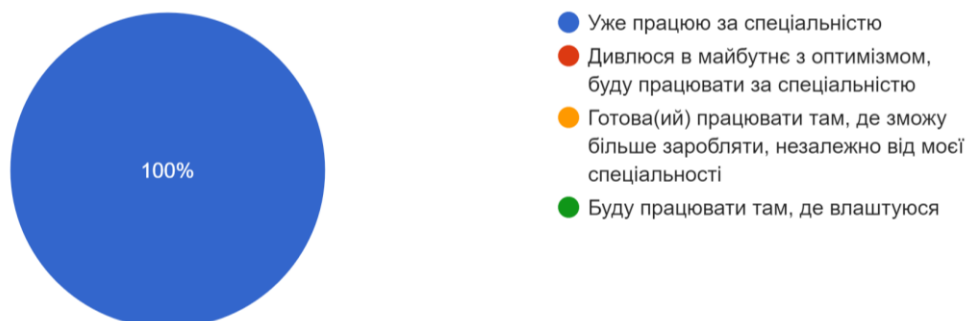 100%
Уже працюю за спеціальністю
Дивлюся в майбутнє з оптимізмом,
буду працювати за спеціальністю
Готова(ий) працювати там, де зможу
більше заробляти, незалежно від моєї
спеціальності
Буду працювати там, де влаштуюся